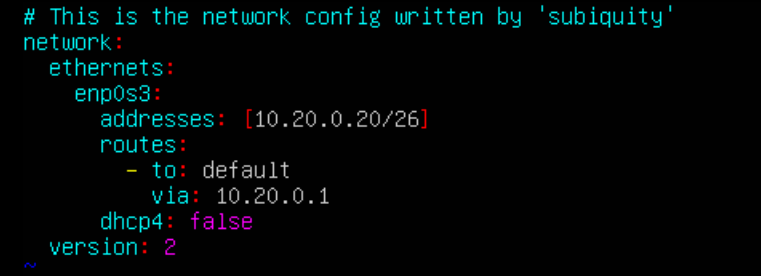 # This is the network config written by 'subiquity'
network:
  ethernets:
    enp0s3:
      addresses: [10.20.0.20/26]
      routes:
        - to: default
          via: 10.20.0.1
      dhcp4: false
  version: 2
~